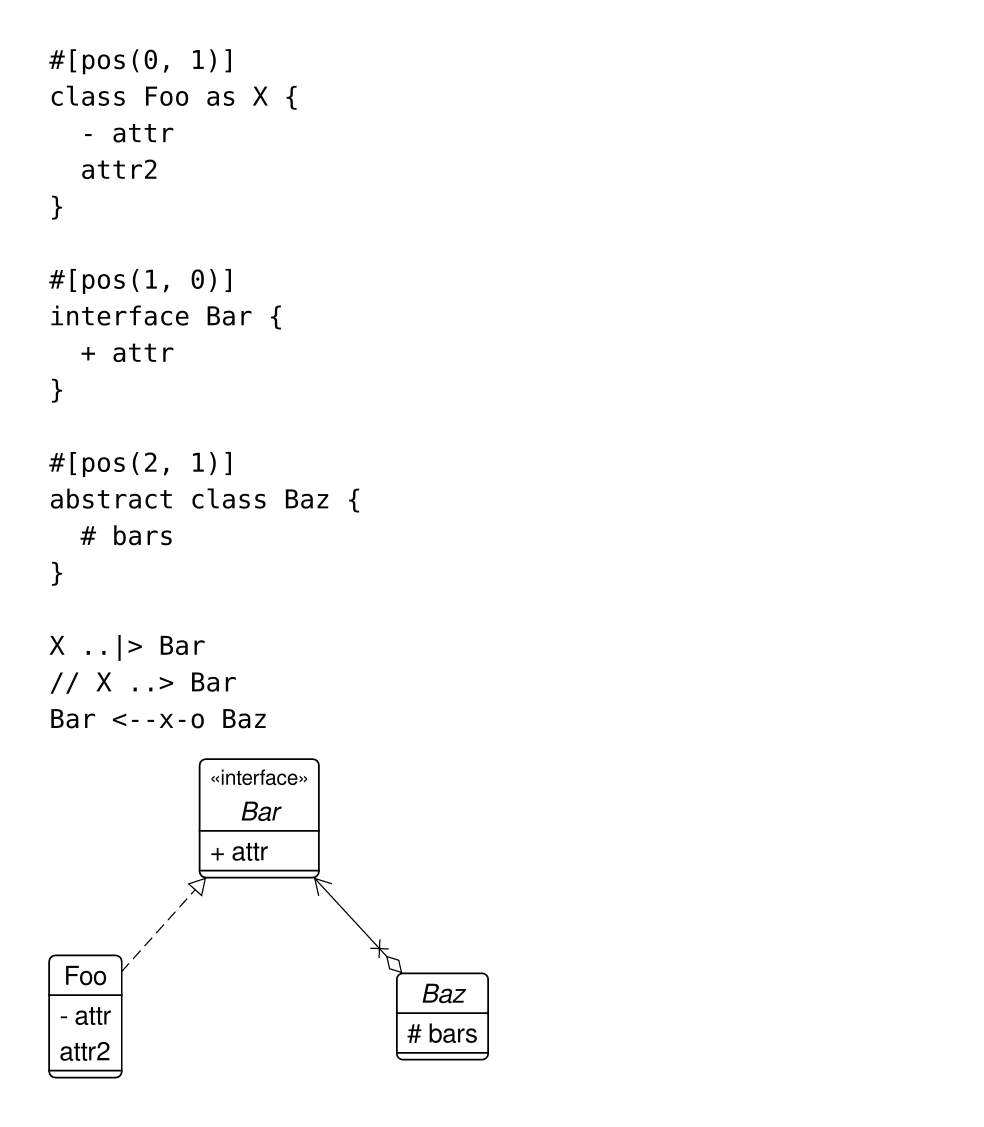 #[pos(0, 1)]
class Foo as X {
  - attr
  attr2
}

#[pos(1, 0)]
interface Bar {
  + attr
}

#[pos(2, 1)]
abstract class Baz {
  # bars
}

X ..|> Bar
// X ..> Bar
Bar <--x-o Baz
«interface»
Bar
+ attr
Foo
- attr
attr2
Baz
# bars